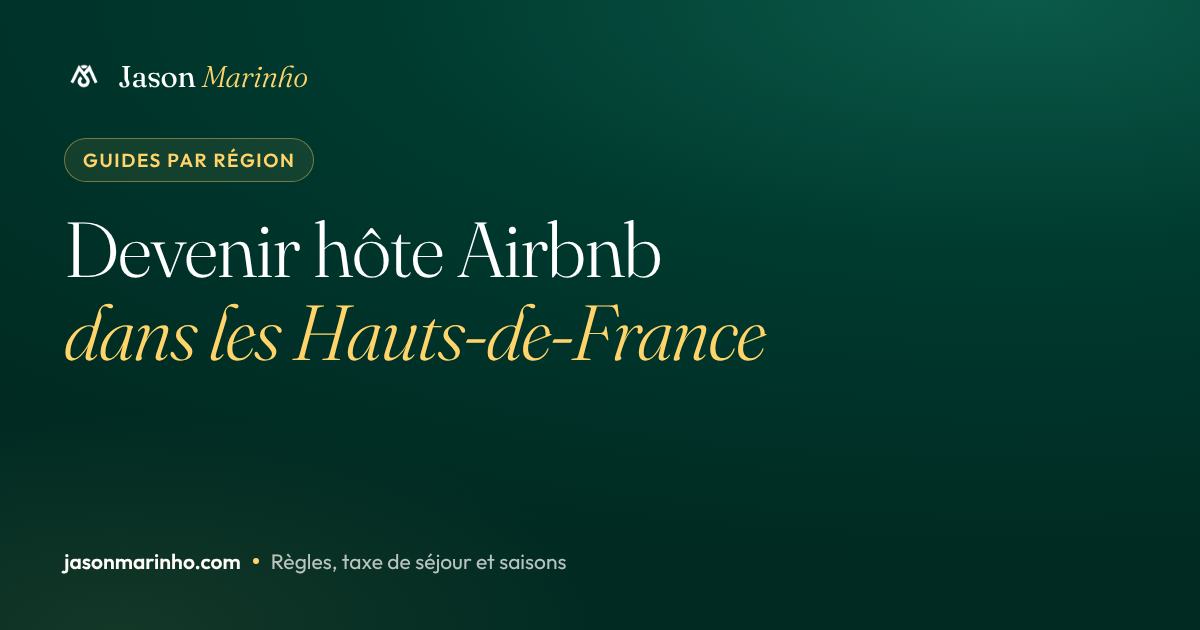 Jason Marinho
GUIDES PAR RÉGION
Devenir hôte Airbnb
dans les Hauts-de-France
jasonmarinho.com • Règles, taxe de séjour et saisons